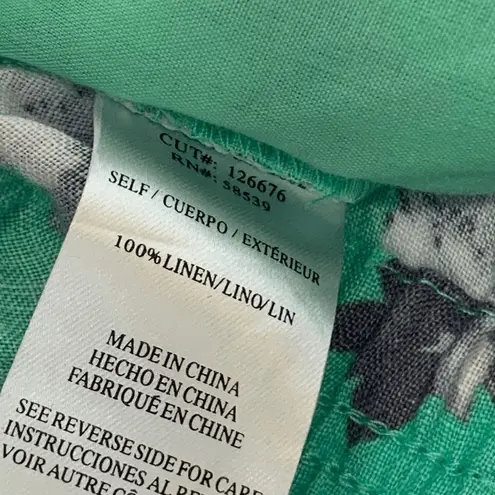 CUT#: 126676
RN#: 58539
SELF / CUERPO / EXTÉRIEUR
100% LINEN/LINO/LIN
MADE IN CHINA
HECHO EN CHINA
FABRIQUÉ EN CHINE
SEE REVERSE SIDE FOR CARE
INSTRUCCIONES AL
VOIR AUTRE